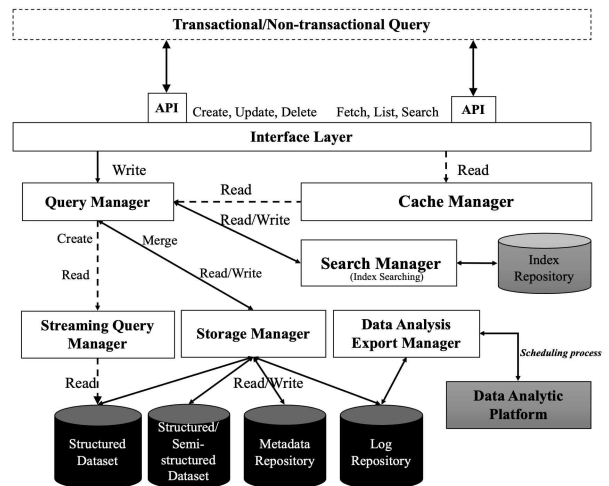 Transactional/Non-transactional Query
API
Create, Update, Delete
Fetch, List, Search
API
Interface Layer
Write
Read
Query Manager
Read
Cache Manager
Read/Write
Create
Merge
Read
Read/Write
Search Manager
(Index Searching)
Index
Repository
Streaming Query
Manager
Storage Manager
Data Analysis
Export Manager
Scheduling process
Read
Read/Write
Data Analytic
Platform
Structured
Dataset
Structured/
Semi-
structured
Dataset
Metadata
Repository
Log
Repository